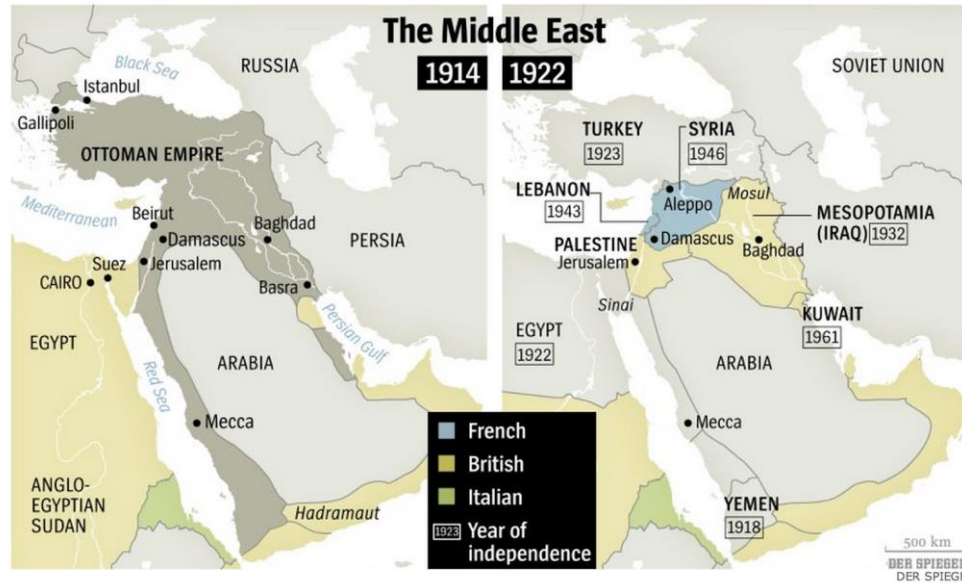 The Middle East
1914
1922
Black Sea
RUSSIA
Istanbul
Gallipoli
OTTOMAN EMPIRE
Mediterranean
Beirut
Damascus
Baghdad
PERSIA
Suez
Jerusalem
CAIRO
Basra
Persian Gulf
EGYPT
ARABIA
Red Sea
Mecca
ANGLO-
EGYPTIAN
SUDAN
Hadramaut
French
British
Italian
1923 Year of
independence
SOVIET UNION
TURKEY
1923
SYRIA
1946
LEBANON
1943
Aleppo
Mosul
MESOPOTAMIA
(IRAQ) 1932
PALESTINE
Damascus
Jerusalem
Baghdad
Sinai
KUWAIT
1961
EGYPT
1922
ARABIA
Mecca
YEMEN
1918
500 km
DER SPIEGEL
DER SPIEGE